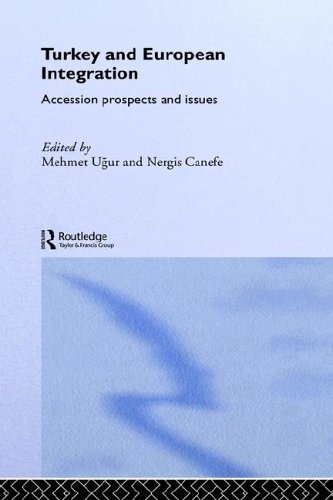 Turkey and European
Integration
Accession prospects and issues
Edited by
Mehmet Uğur and Nergis Canefe
Routledge
Taylor & Francis Group